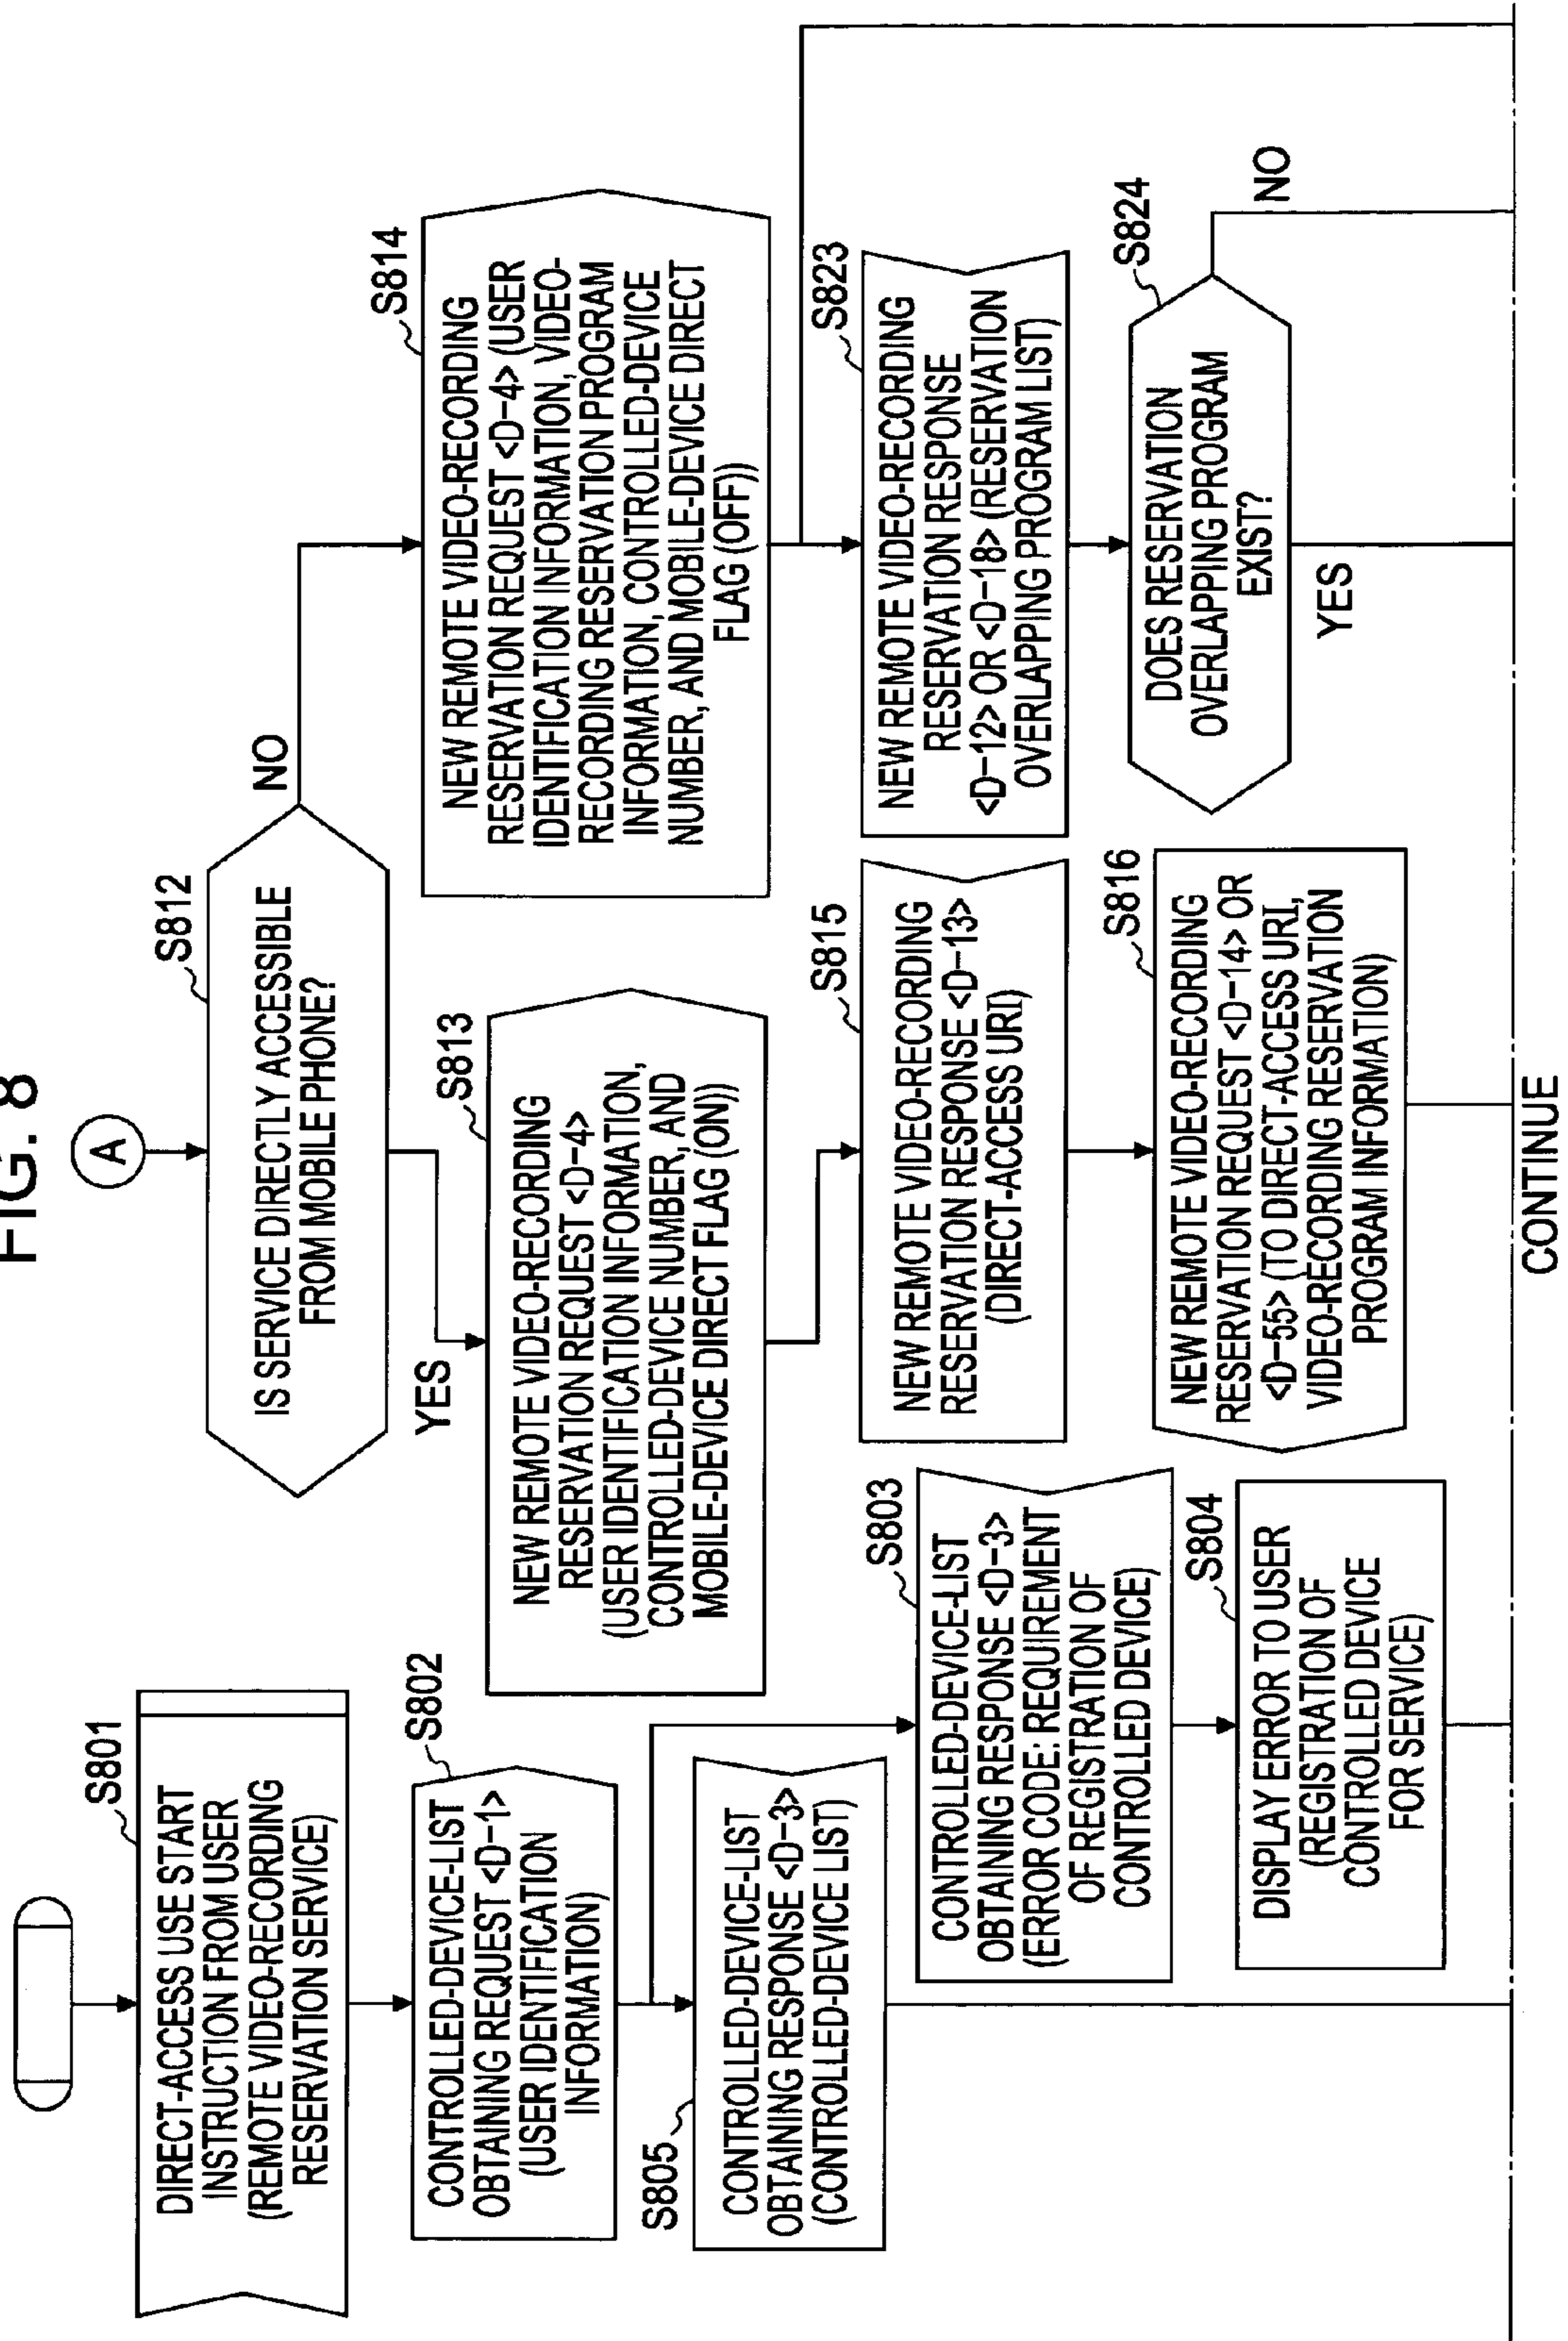 FIG. 8
S801
DIRECT-ACCESS USE START
INSTRUCTION FROM USER
(REMOTE VIDEO-RECORDING
RESERVATION SERVICE)
S802
CONTROLLED-DEVICE-LIST
OBTAINING REQUEST <D-1>
(USER IDENTIFICATION
INFORMATION)
S805
CONTROLLED-DEVICE-LIST
OBTAINING RESPONSE <D-3>
(CONTROLLED-DEVICE LIST)
S803
CONTROLLED-DEVICE-LIST
OBTAINING RESPONSE <D-3>
(ERROR CODE: REQUIREMENT
OF REGISTRATION OF
CONTROLLED DEVICE)
S804
DISPLAY ERROR TO USER
(REGISTRATION OF
CONTROLLED DEVICE
FOR SERVICE)
A
S812
IS SERVICE DIRECTLY ACCESSIBLE
FROM MOBILE PHONE?
YES
NO
S813
NEW REMOTE VIDEO-RECORDING
RESERVATION REQUEST <D-4>
(USER IDENTIFICATION INFORMATION,
CONTROLLED-DEVICE NUMBER, AND
MOBILE-DEVICE DIRECT FLAG (ON))
S814
NEW REMOTE VIDEO-RECORDING
RESERVATION REQUEST <D-4> (USER
IDENTIFICATION INFORMATION, VIDEO-
RECORDING RESERVATION PROGRAM
INFORMATION, CONTROLLED-DEVICE
NUMBER, AND MOBILE-DEVICE DIRECT
FLAG (OFF))
S815
NEW REMOTE VIDEO-RECORDING
RESERVATION RESPONSE <D-13>
(DIRECT-ACCESS URI)
S816
NEW REMOTE VIDEO-RECORDING
RESERVATION REQUEST <D-14> OR
<D-55> (TO DIRECT-ACCESS URI,
VIDEO-RECORDING RESERVATION
PROGRAM INFORMATION)
S823
NEW REMOTE VIDEO-RECORDING
RESERVATION RESPONSE
<D-12> OR <D-18> (RESERVATION
OVERLAPPING PROGRAM LIST)
S824
DOES RESERVATION
OVERLAPPING PROGRAM
EXIST?
YES
NO
CONTINUE